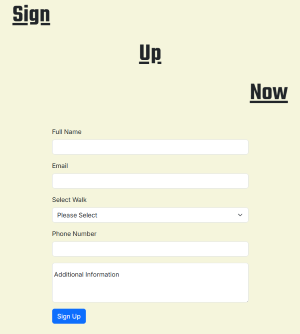 Sign
Up
Now
Full Name
Email
Select Walk
Please Select
Phone Number
Additional Information
Sign Up